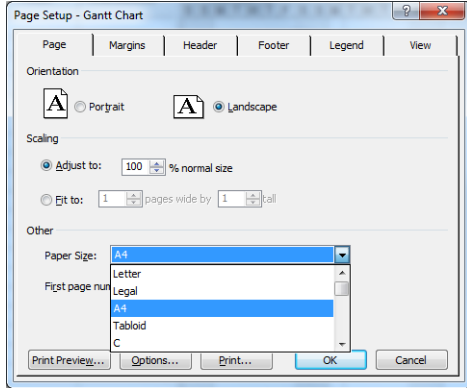 Page Setup - Gantt Chart
Page Margins Header Footer Legend View
Orientation
A Portrait A Landscape
Scaling
Adjust to: 100 % normal size
Fit to: 1 pages wide by 1 tall
Other
Paper Size: A4
Letter
First page num
Legal
A4
Tabloid
C
Print Preview... Options... Print... OK Cancel